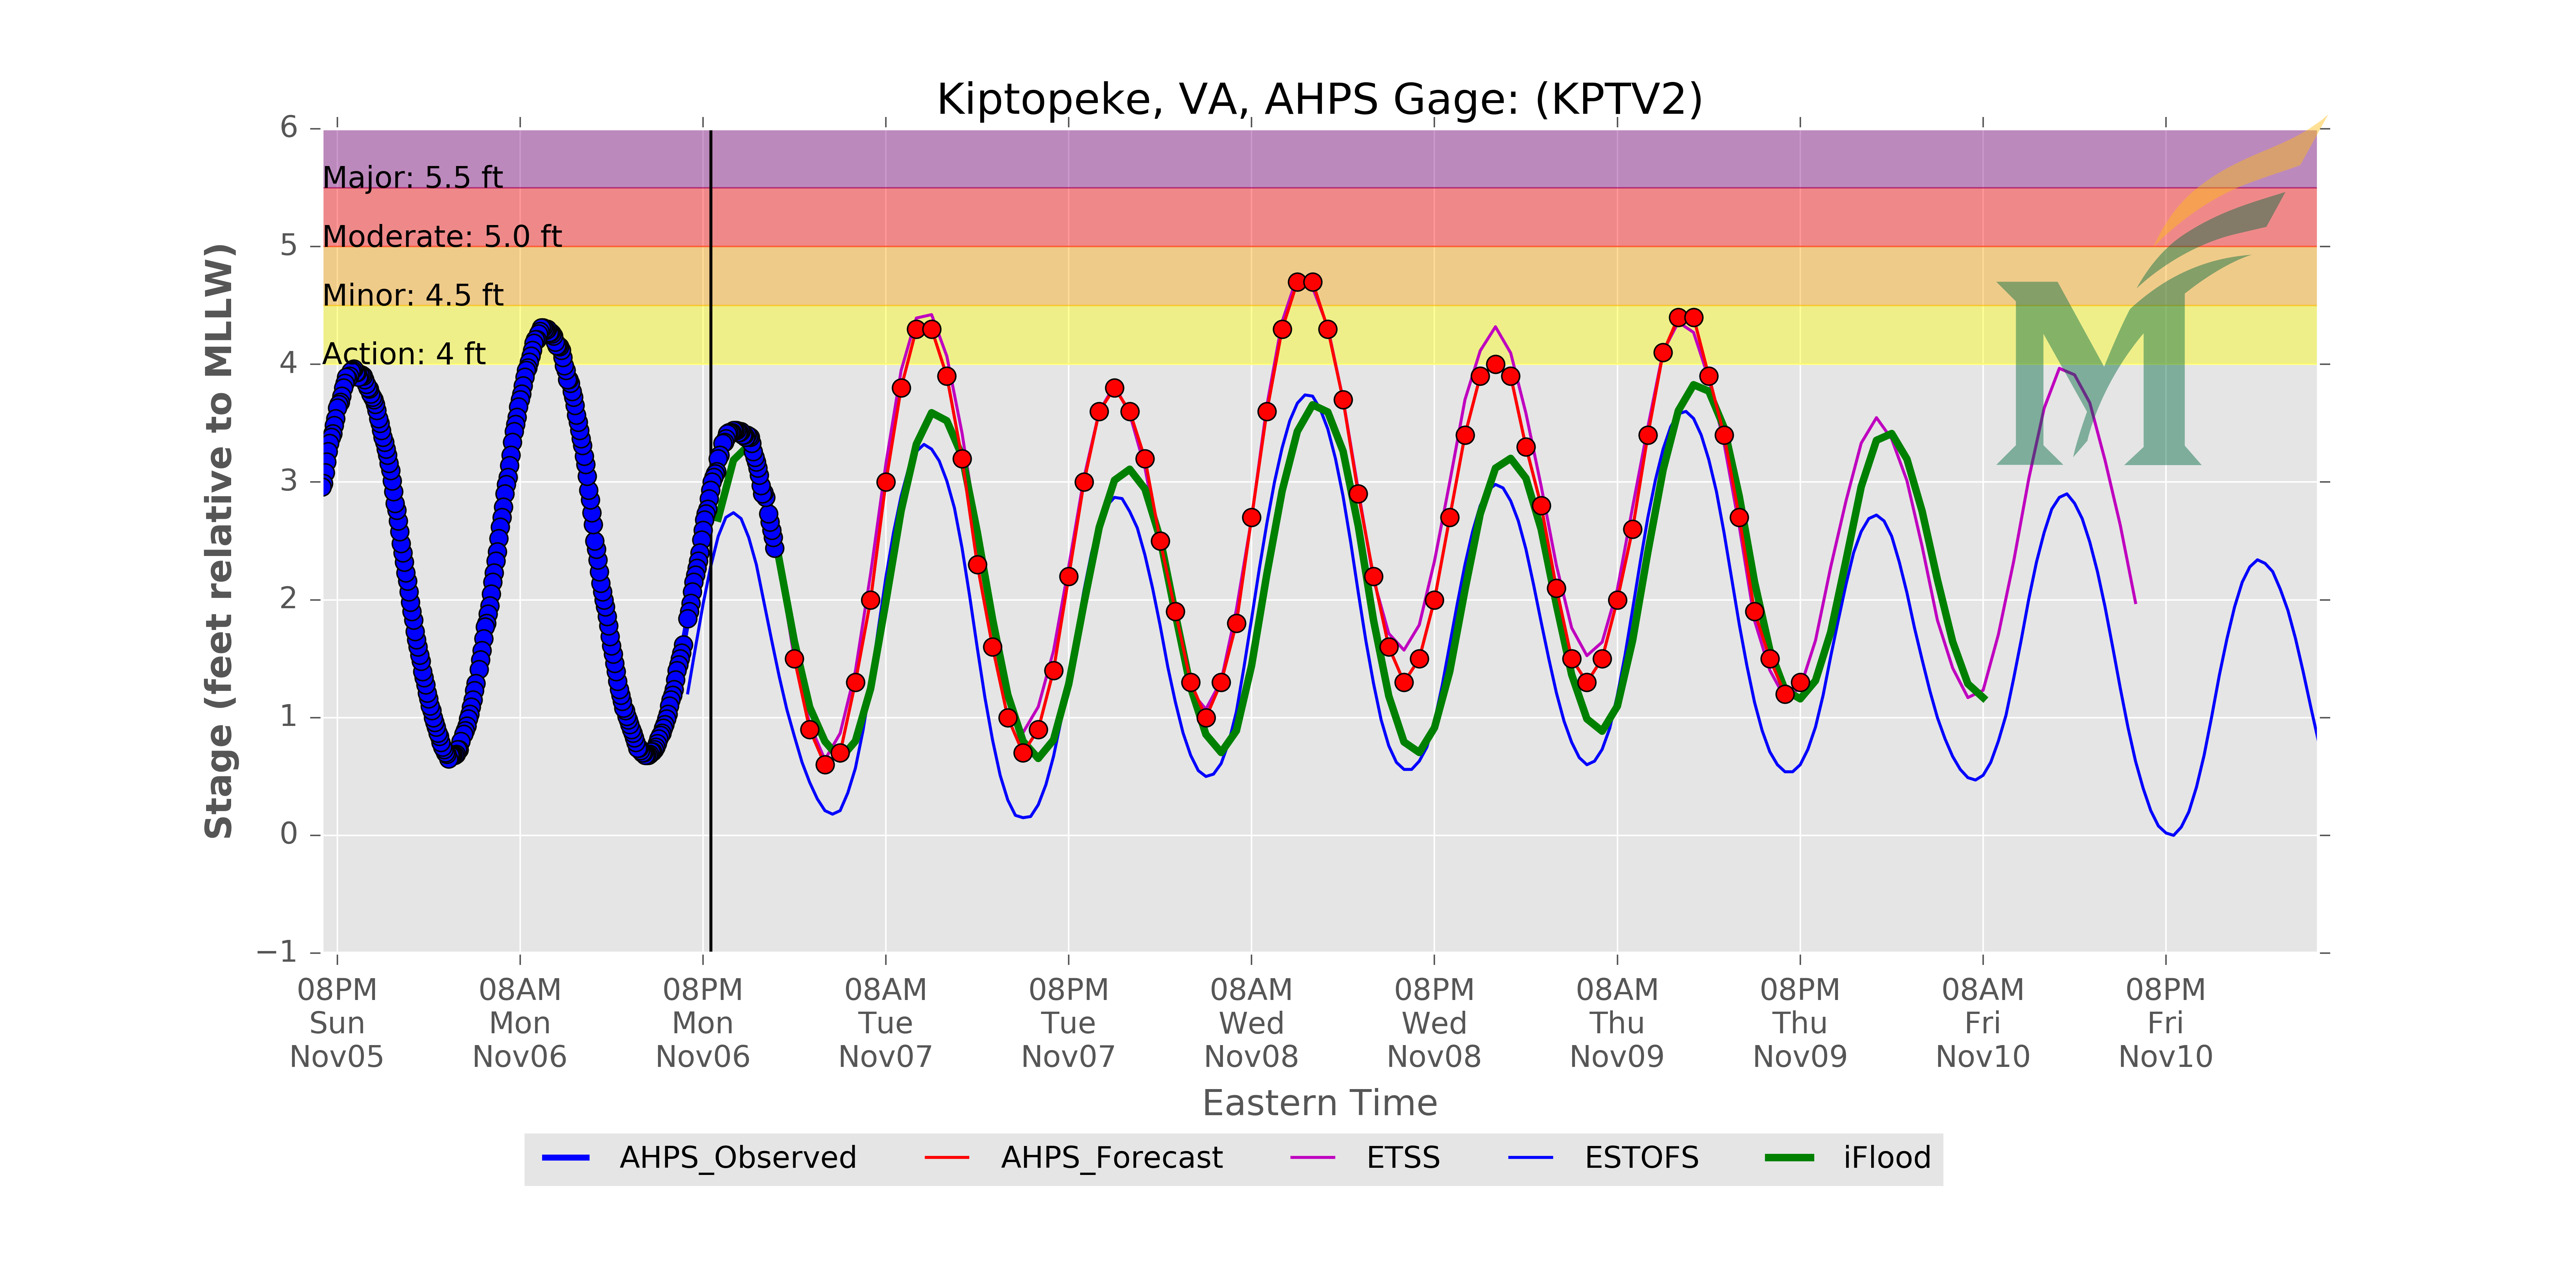 Kiptopeke, VA, AHPS Gage: (KPTV2)
6
5
4
3
2
1
0
−1
Stage (feet relative to MLLW)
Major: 5.5 ft
Moderate: 5.0 ft
Minor: 4.5 ft
Action: 4 ft
M
08PM 08AM 08PM 08AM 08PM 08AM 08PM 08AM 08PM 08AM 08PM
Sun Mon Mon Tue Tue Wed Wed Thu Thu Fri Fri
Nov05 Nov06 Nov06 Nov07 Nov07 Nov08 Nov08 Nov09 Nov09 Nov10 Nov10
Eastern Time
AHPS_Observed AHPS_Forecast ETSS ESTOFS iFlood